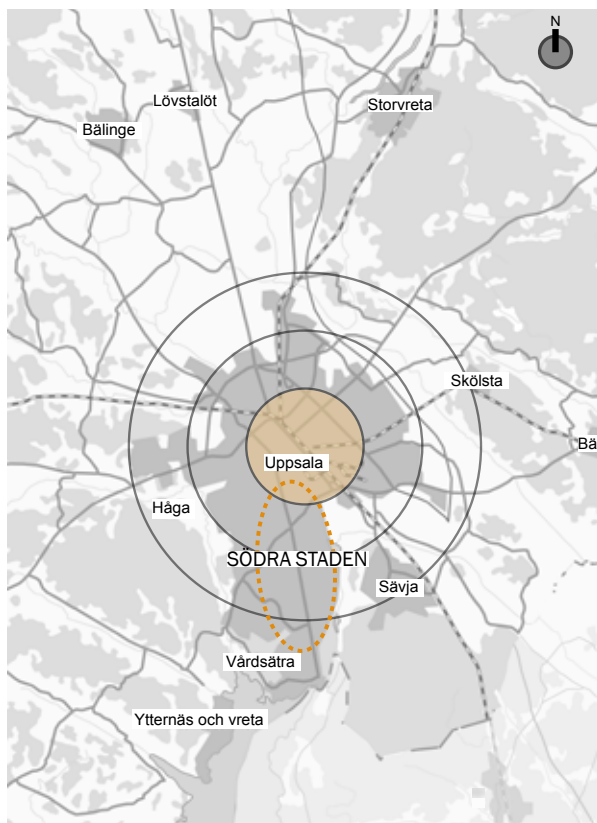 N
Lövstalöt
Storvreta
Bälinge
Skölsta
Bä
Uppsala
Håga
SÖDRA STADEN
Sävja
Vårdsätra
Ytternäs och vreta